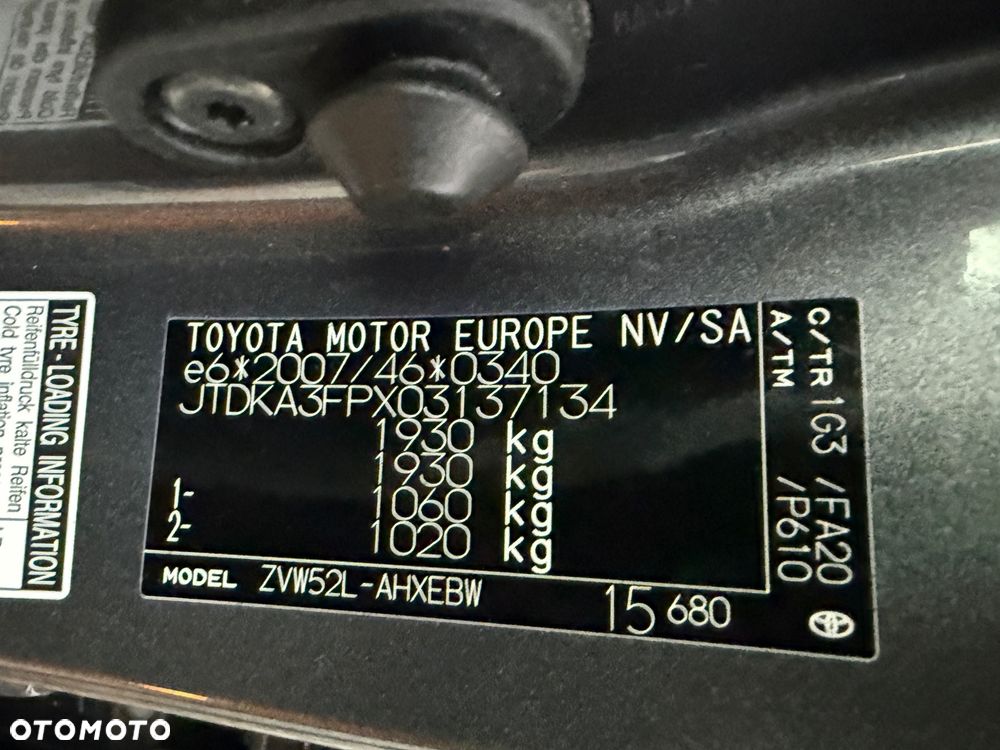 TOYOTA MOTOR EUROPE NV/SA
e6*2007/46*0340
JTDKA3FPX03137134
1930 kg
1930 kg
1- 1060 kg
2- 1020 kg
MODEL ZVW52L-AHXEBW 15 680
C/TR 1G3 /FA20
A/TM /P610
TYRE-LOADING INFORMATION
Reifenfülldruck kalte Reifen
Cold tyre inflation
OTOMOTO